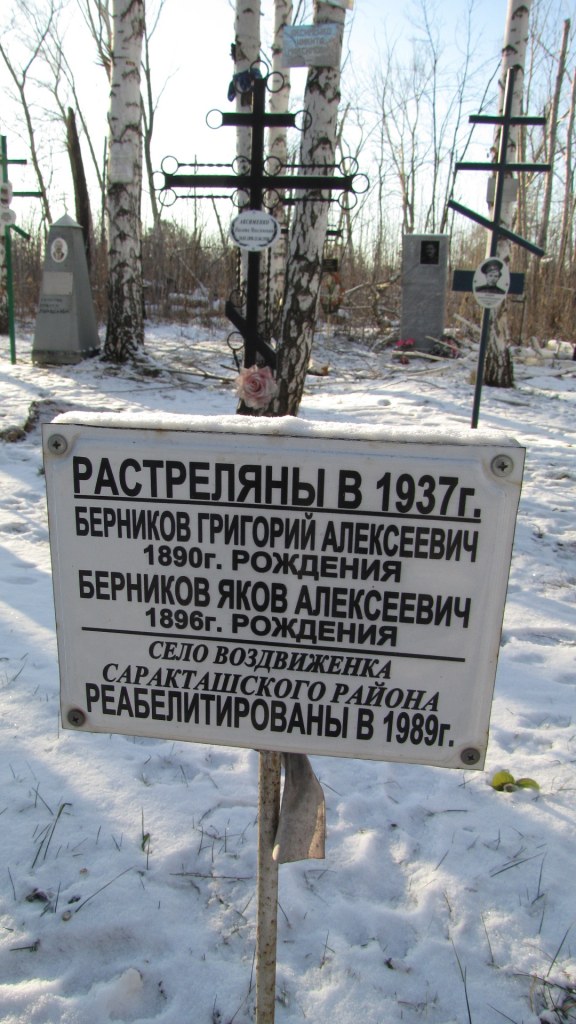 РАСТРЕЛЯНЫ В 1937г.
БЕРНИКОВ ГРИГОРИЙ АЛЕКСЕЕВИЧ
1890г. РОЖДЕНИЯ
БЕРНИКОВ ЯКОВ АЛЕКСЕЕВИЧ
1896г. РОЖДЕНИЯ
СЕЛО ВОЗДВИЖЕНКА
САРАКТАШСКОГО РАЙОНА
РЕАБЕЛИТИРОВАНЫ В 1989г.